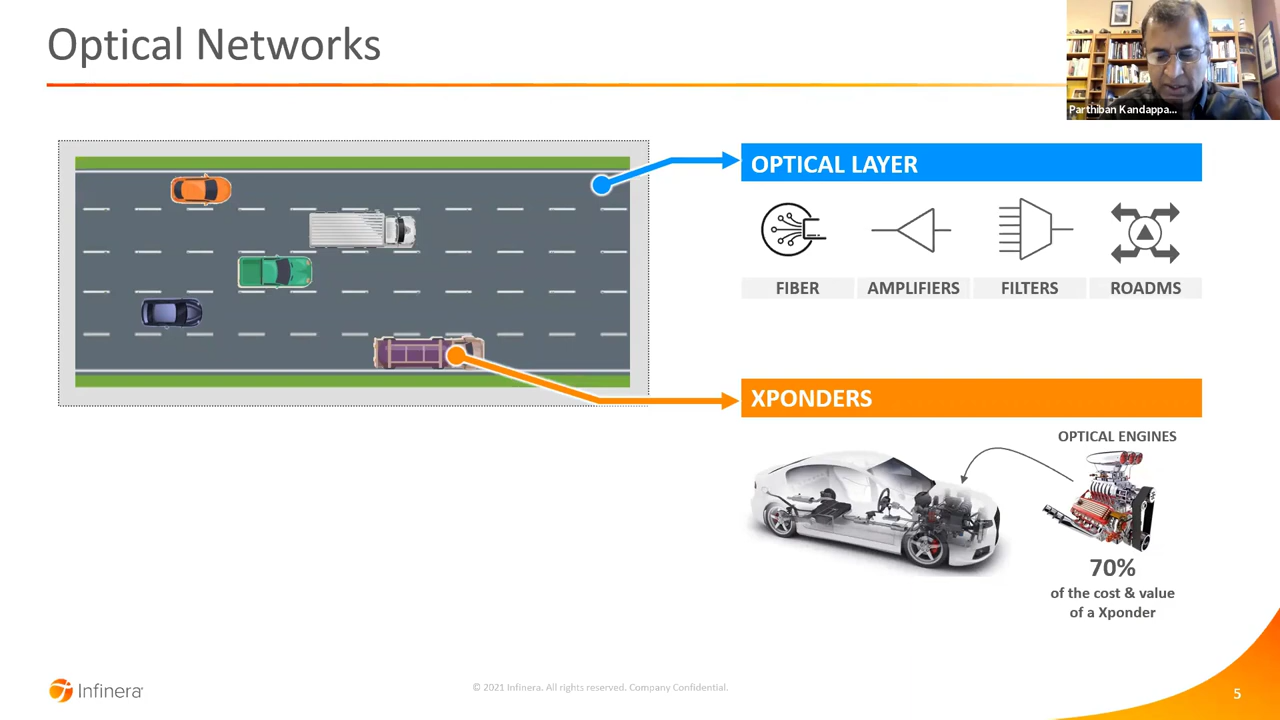 Optical Networks
Parthiban Kandappa...
OPTICAL LAYER
FIBER
AMPLIFIERS
FILTERS
ROADMS
XPONDERS
OPTICAL ENGINES
70%
of the cost & value
of a Xponder
Infinera
© 2021 Infinera. All rights reserved. Company Confidential.
5